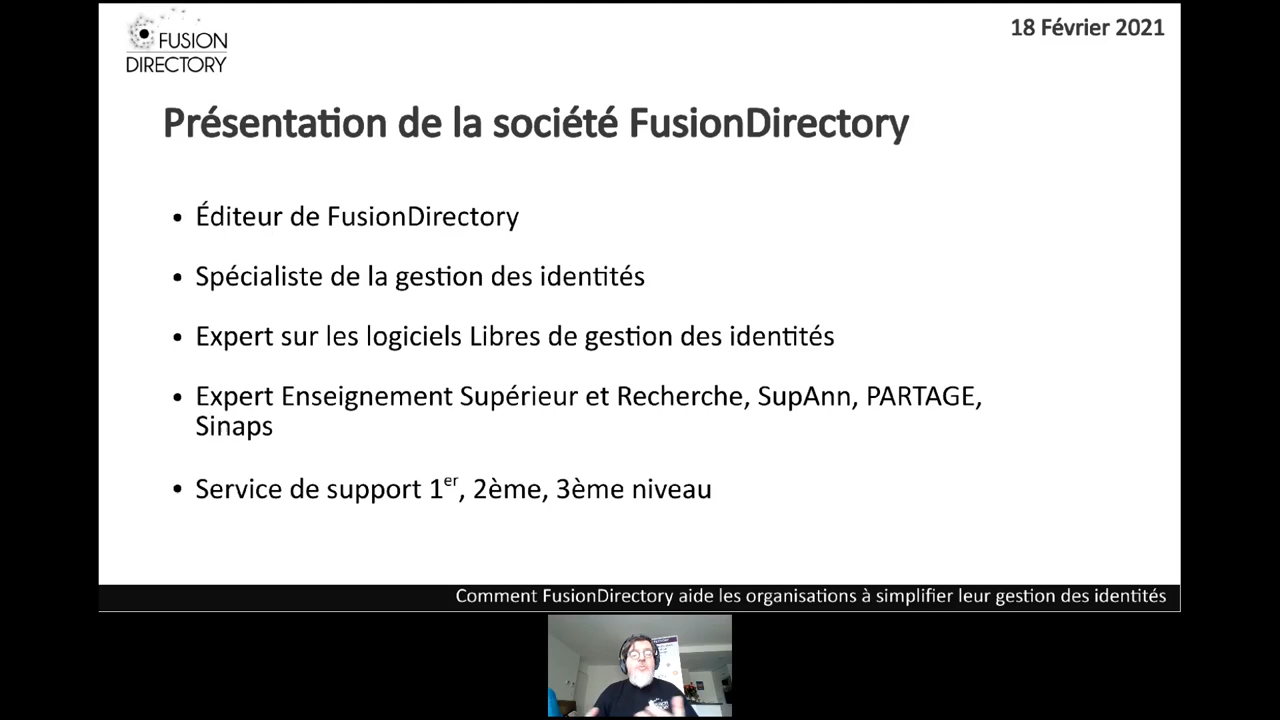 FUSION
DIRECTORY
18 Février 2021
Présentation de la société FusionDirectory
• Éditeur de FusionDirectory
• Spécialiste de la gestion des identités
• Expert sur les logiciels Libres de gestion des identités
• Expert Enseignement Supérieur et Recherche, SupAnn, PARTAGE,
Sinaps
• Service de support 1er, 2ème, 3ème niveau
Comment FusionDirectory aide les organisations à simplifier leur gestion des identités
FUSION